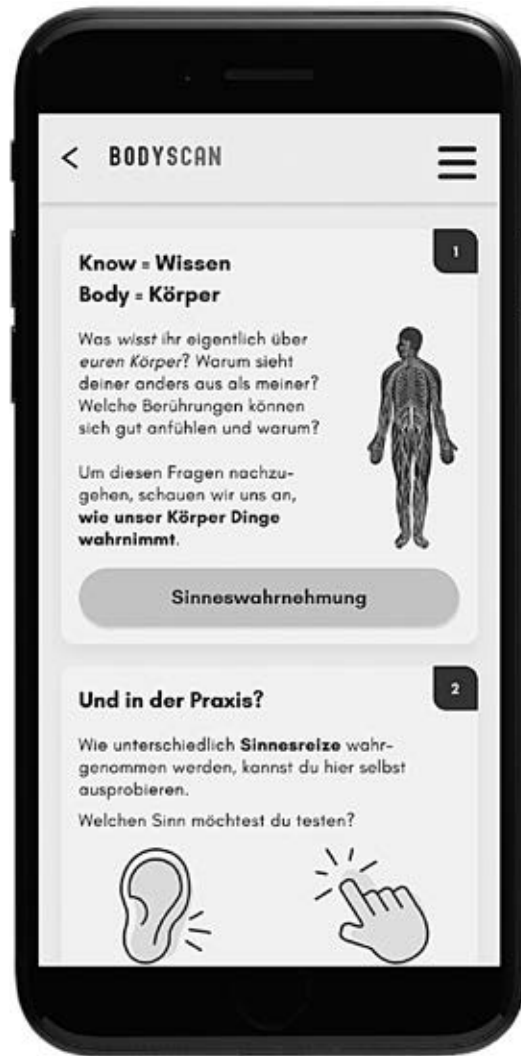 < BODYSCAN
1
Know = Wissen
Body = Körper
Was wisst ihr eigentlich über
euren Körper? Warum sieht
deiner anders aus als meiner?
Welche Berührungen können
sich gut anfühlen und warum?
Um diesen Fragen nachzu-
gehen, schauen wir uns an,
wie unser Körper Dinge
wahrnimmt.
Sinneswahrnehmung
2
Und in der Praxis?
Wie unterschiedlich Sinnesreize wahr-
genommen werden, kannst du hier selbst
ausprobieren.
Welchen Sinn möchtest du testen?